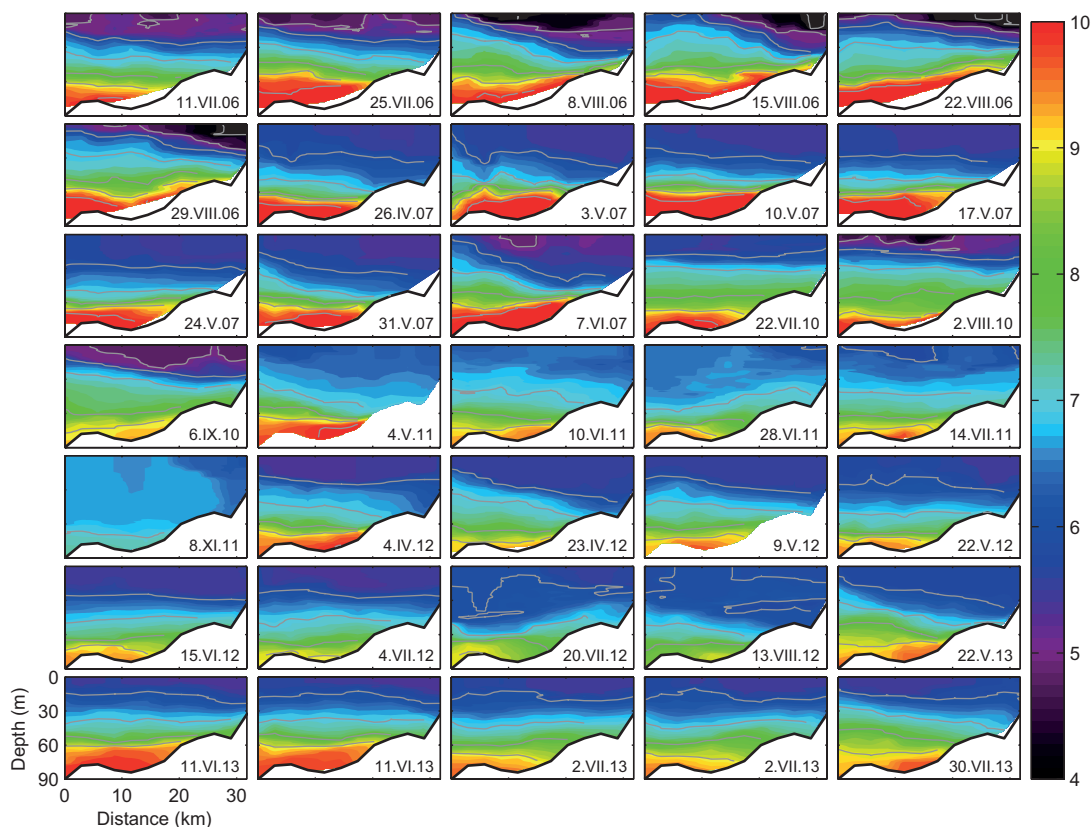 11.VII.06 25.VII.06 8.VIII.06 15.VIII.06 22.VIII.06
29.VIII.06 26.IV.07 3.V.07 10.V.07 17.V.07
24.V.07 31.V.07 7.VI.07 22.VII.10 2.VIII.10
6.IX.10 4.V.11 10.VI.11 28.VI.11 14.VII.11
8.XI.11 4.IV.12 23.IV.12 9.V.12 22.V.12
15.VI.12 4.VII.12 20.VII.12 13.VIII.12 22.V.13
11.VI.13 11.VI.13 2.VII.13 2.VII.13 30.VII.13
0
30
60
90
Depth (m)
0 10 20 30
Distance (km)
10
9
8
7
6
5
4